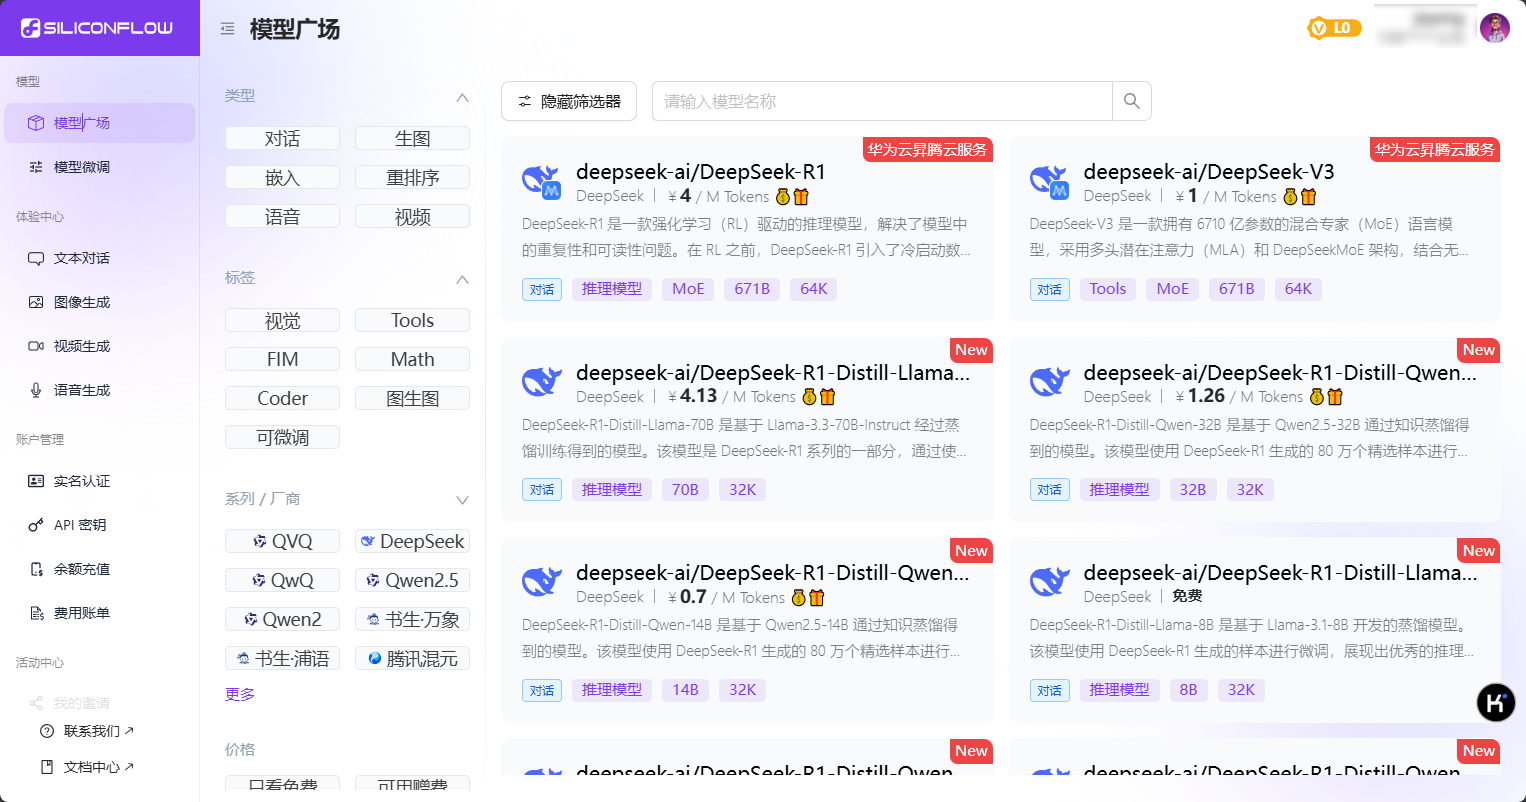 SILICONFLOW
模型广场
L0
模型
模型广场
模型微调
体验中心
文本对话
图像生成
视频生成
语音生成
账户管理
实名认证
API 密钥
余额充值
费用账单
活动中心
我的邀请
联系我们
文档中心
类型
对话
生图
嵌入
重排序
语音
视频
标签
视觉
Tools
FIM
Math
Coder
图生图
可微调
系列 / 厂商
QVQ
DeepSeek
QwQ
Qwen2.5
Qwen2
书生·万象
书生·浦语
腾讯混元
更多
价格
只看免费
可用赠费
隐藏筛选器
请输入模型名称
华为云昇腾云服务
deepseek-ai/DeepSeek-R1
DeepSeek | ¥ 4 / M Tokens
DeepSeek-R1 是一款强化学习（RL）驱动的推理模型，解决了模型中
的重复性和可读性问题。在 RL 之前，DeepSeek-R1 引入了冷启动数...
对话 推理模型 MoE 671B 64K
华为云昇腾云服务
deepseek-ai/DeepSeek-V3
DeepSeek | ¥ 1 / M Tokens
DeepSeek-V3 是一款拥有 6710 亿参数的混合专家（MoE）语言模
型，采用多头潜在注意力（MLA）和 DeepSeekMoE 架构，结合无...
对话 Tools MoE 671B 64K
New
deepseek-ai/DeepSeek-R1-Distill-Llama...
DeepSeek | ¥ 4.13 / M Tokens
DeepSeek-R1-Distill-Llama-70B 是基于 Llama-3.3-70B-Instruct 经过蒸
馏训练得到的模型。该模型是 DeepSeek-R1 系列的一部分，通过使...
对话 推理模型 70B 32K
New
deepseek-ai/DeepSeek-R1-Distill-Qwen...
DeepSeek | ¥ 1.26 / M Tokens
DeepSeek-R1-Distill-Qwen-32B 是基于 Qwen2.5-32B 通过知识蒸馏得
到的模型。该模型使用 DeepSeek-R1 生成的 80 万个精选样本进行...
对话 推理模型 32B 32K
New
deepseek-ai/DeepSeek-R1-Distill-Qwen...
DeepSeek | ¥ 0.7 / M Tokens
DeepSeek-R1-Distill-Qwen-14B 是基于 Qwen2.5-14B 通过知识蒸馏得
到的模型。该模型使用 DeepSeek-R1 生成的 80 万个精选样本进行...
对话 推理模型 14B 32K
New
deepseek-ai/DeepSeek-R1-Distill-Llama...
DeepSeek | 免费
DeepSeek-R1-Distill-Llama-8B 是基于 Llama-3.1-8B 开发的蒸馏模型。
该模型使用 DeepSeek-R1 生成的样本进行微调，展现出优秀的推理...
对话 推理模型 8B 32K
New
deepseek-ai/DeepSeek-R1-Distill-Qwen...
New
deepseek-ai/DeepSeek-R1-Distill-Qwen...